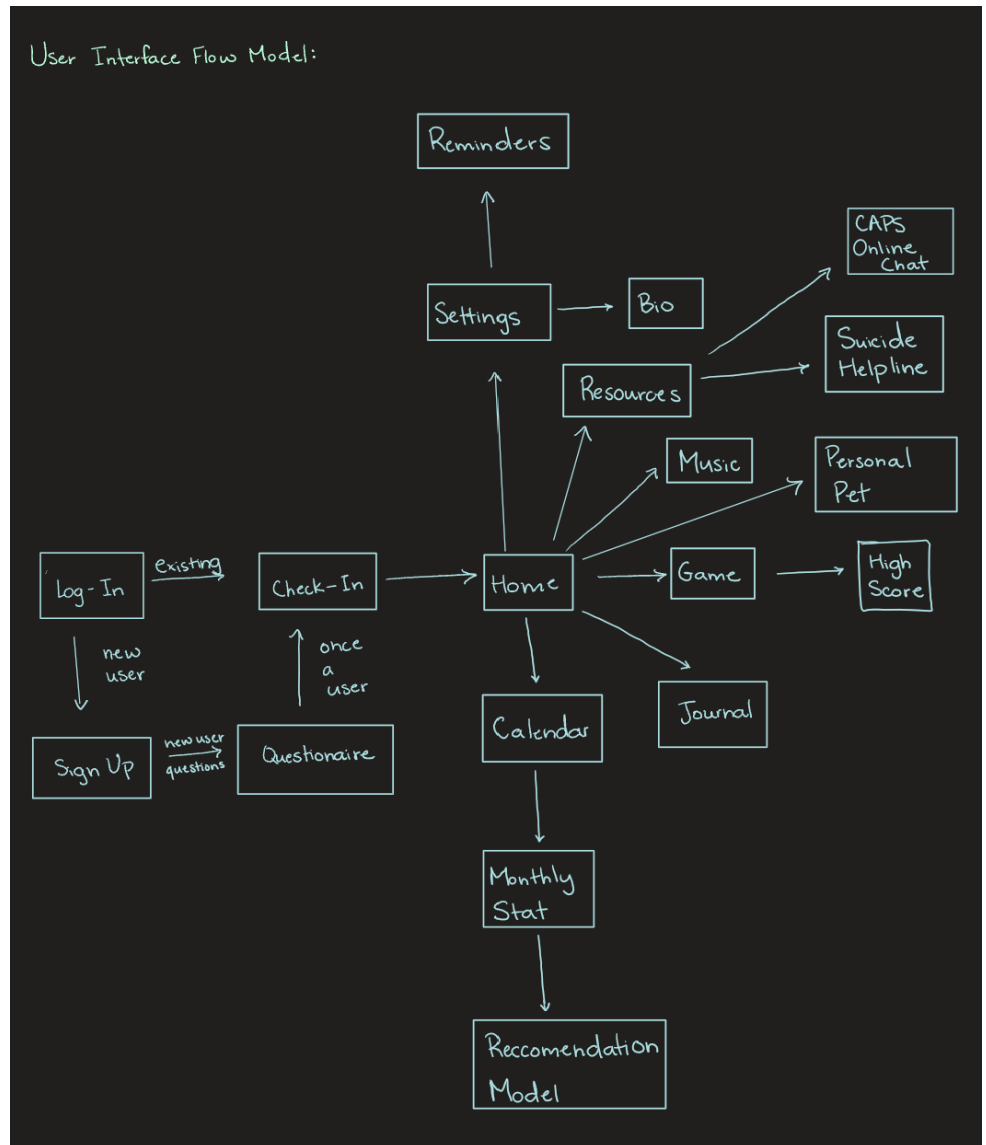 User Interface Flow Model:
Reminders
CAPS
Online
Chat
Settings
Bio
Suicide
Helpline
Resources
Music
Personal
Pet
Log-In
existing
Check-In
Home
Game
High
Score
new
user
once
a
user
Sign Up
new user
questions
Questionaire
Calendar
Journal
Monthly
Stat
Reccomendation
Model